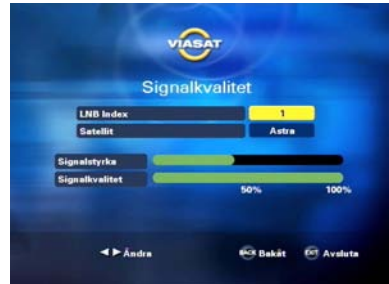 VIASAT
Signalkvalitet
LNB Index 1
Satellit Astra
Signalstyrka
Signalkvalitet
50% 100%
Ändra BACK Bakåt EXIT Avsluta